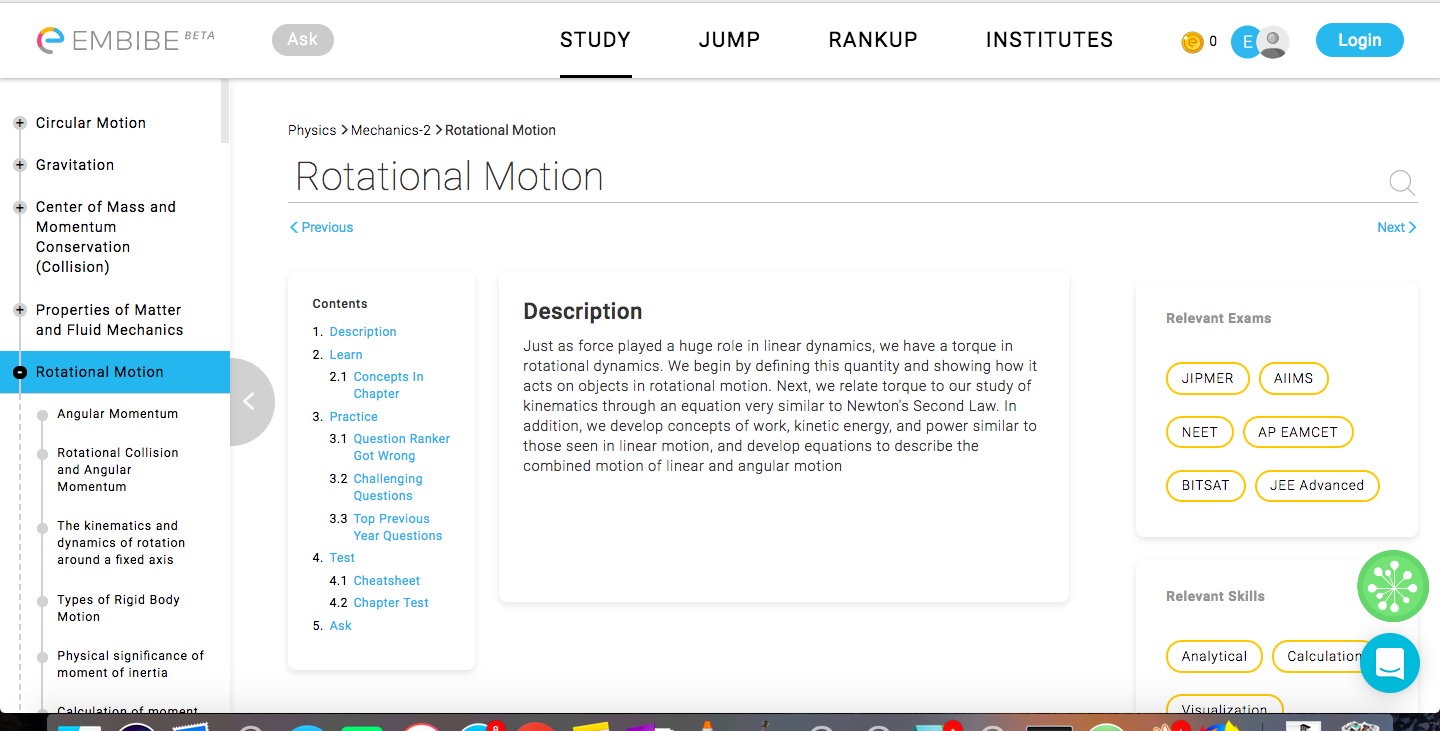 EMBIBE BETA
Ask
STUDY
JUMP
RANKUP
INSTITUTES
0
E
Login
Circular Motion
Gravitation
Center of Mass and
Momentum
Conservation
(Collision)
Properties of Matter
and Fluid Mechanics
Rotational Motion
Angular Momentum
Rotational Collision
and Angular
Momentum
The kinematics and
dynamics of rotation
around a fixed axis
Types of Rigid Body
Motion
Physical significance of
moment of inertia
Calculation of moment
Physics > Mechanics-2 > Rotational Motion
Rotational Motion
Previous
Next
Contents
1. Description
2. Learn
2.1 Concepts In
Chapter
3. Practice
3.1 Question Ranker
Got Wrong
3.2 Challenging
Questions
3.3 Top Previous
Year Questions
4. Test
4.1 Cheatsheet
4.2 Chapter Test
5. Ask
Description
Just as force played a huge role in linear dynamics, we have a torque in
rotational dynamics. We begin by defining this quantity and showing how it
acts on objects in rotational motion. Next, we relate torque to our study of
kinematics through an equation very similar to Newton's Second Law. In
addition, we develop concepts of work, kinetic energy, and power similar to
those seen in linear motion, and develop equations to describe the
combined motion of linear and angular motion
Relevant Exams
JIPMER
AIIMS
NEET
AP EAMCET
BITSAT
JEE Advanced
Relevant Skills
Analytical
Calculation
Visualization
8